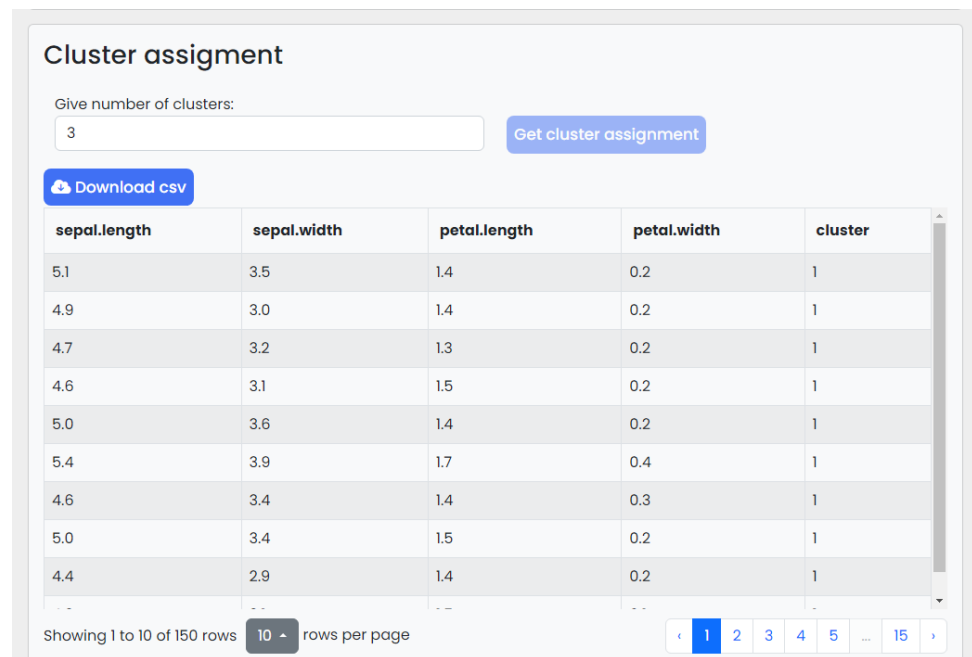 Cluster assigment
Give number of clusters:
3 Get cluster assignment
Download csv
sepal.length sepal.width petal.length petal.width cluster
5.1 3.5 1.4 0.2 1
4.9 3.0 1.4 0.2 1
4.7 3.2 1.3 0.2 1
4.6 3.1 1.5 0.2 1
5.0 3.6 1.4 0.2 1
5.4 3.9 1.7 0.4 1
4.6 3.4 1.4 0.3 1
5.0 3.4 1.5 0.2 1
4.4 2.9 1.4 0.2 1
Showing 1 to 10 of 150 rows 10 rows per page ‹ 1 2 3 4 5 ... 15 ›